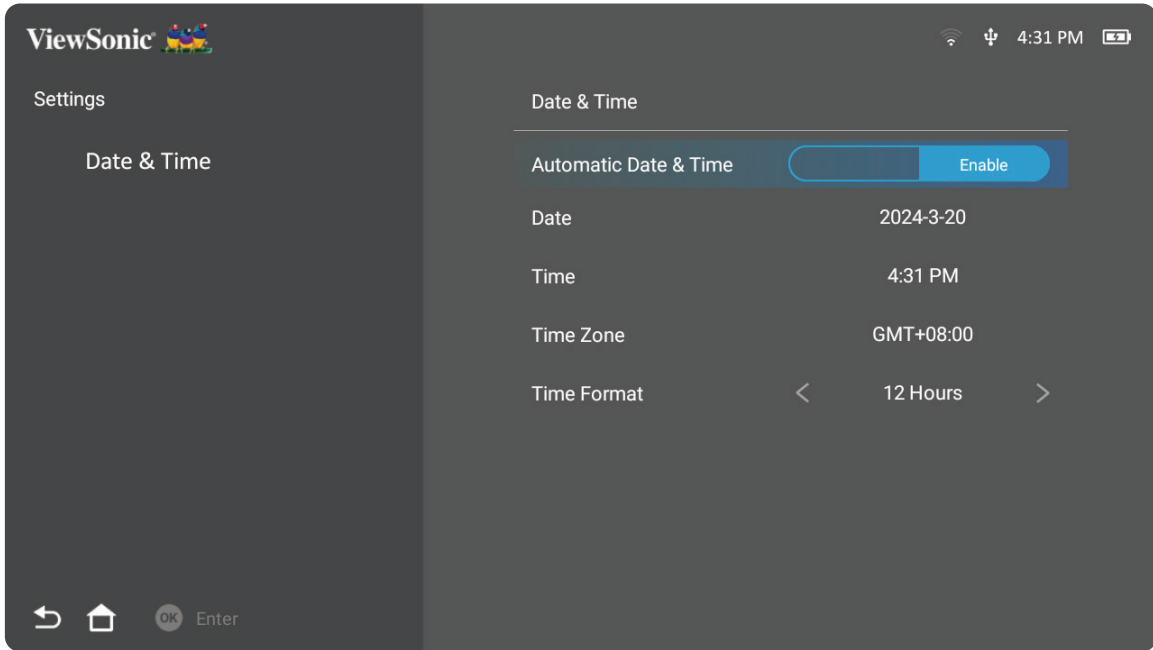 ViewSonic®
4:31 PM
Settings
Date & Time
Date & Time
Automatic Date & Time Enable
Date 2024-3-20
Time 4:31 PM
Time Zone GMT+08:00
Time Format < 12 Hours >
OK Enter